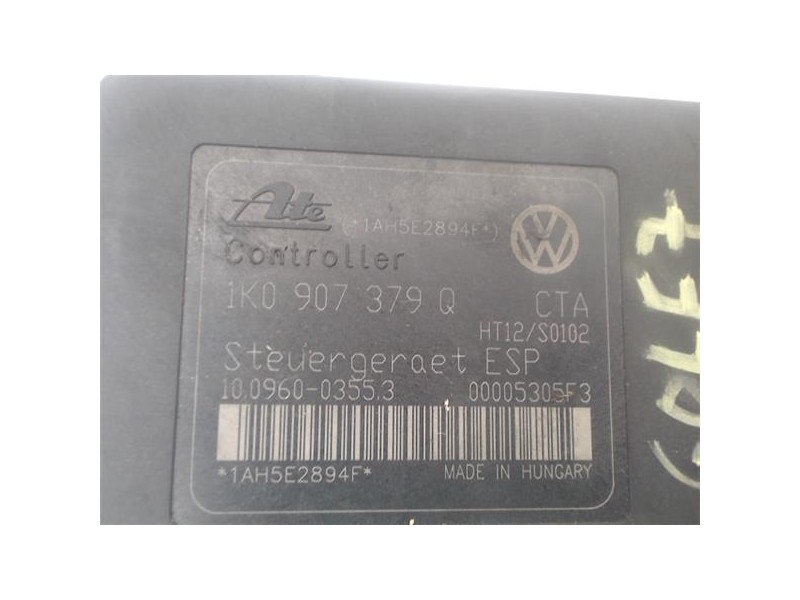 Ate (*1AH5E2894F*)
Controller
1K0 907 379 Q CTA
HT12/S0102
Steuergeraet ESP
10.0960-0355.3 00005305F3
*1AH5E2894F* MADE IN HUNGARY